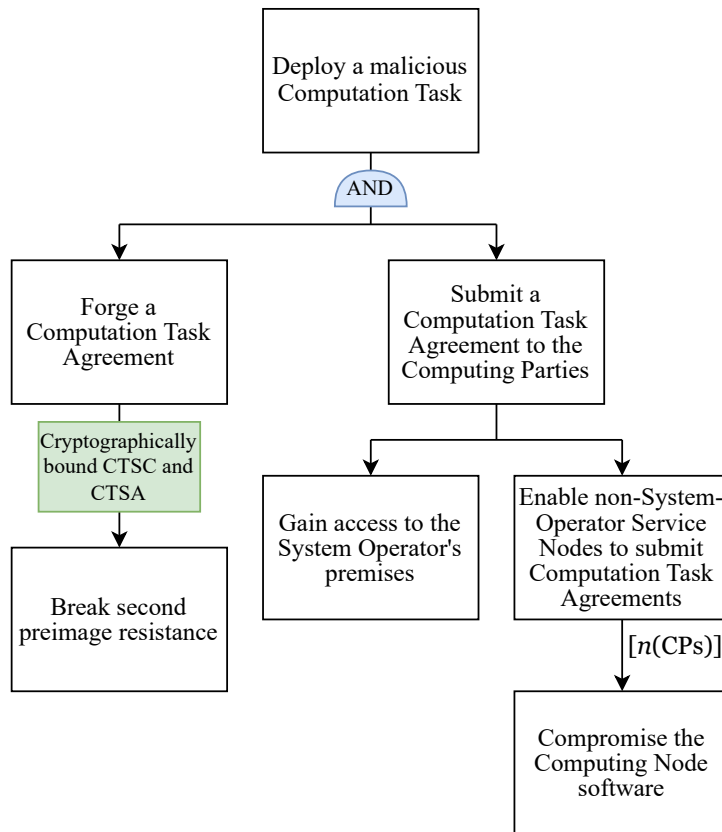 Deploy a malicious
Computation Task
AND
Forge a
Computation Task
Agreement
Submit a
Computation Task
Agreement to the
Computing Parties
Cryptographically
bound CTSC and
CTSA
Gain access to the
System Operator's
premises
Enable non-System-
Operator Service
Nodes to submit
Computation Task
Agreements
Break second
preimage resistance
[n(CPs)]
Compromise the
Computing Node
software